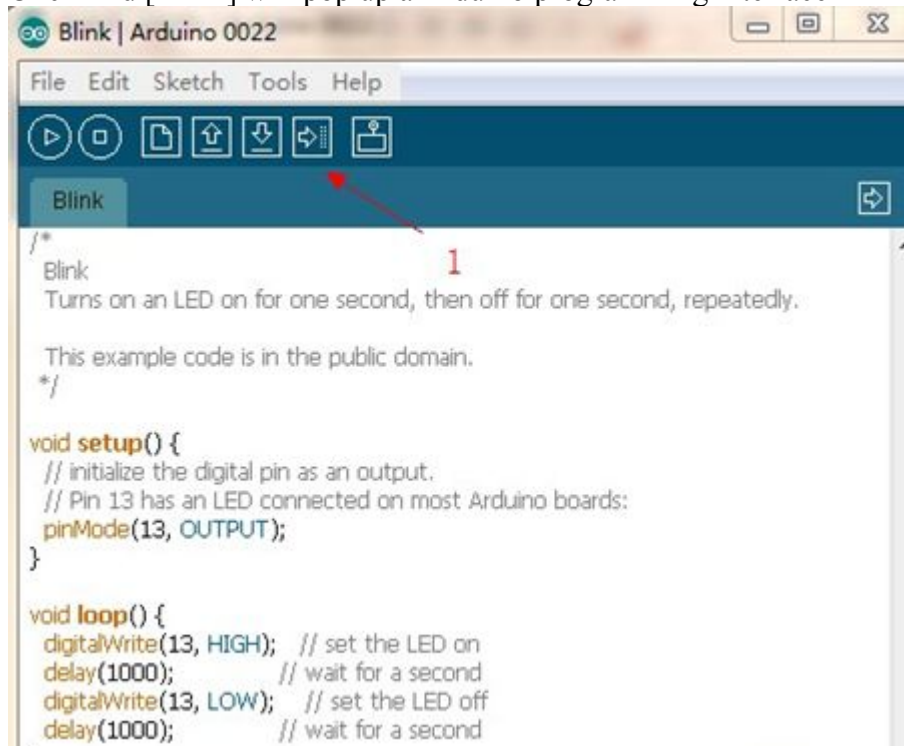 Blink | Arduino 0022
File Edit Sketch Tools Help
Blink
1
/*
Blink
Turns on an LED on for one second, then off for one second, repeatedly.
This example code is in the public domain.
*/
void setup() {
// initialize the digital pin as an output.
// Pin 13 has an LED connected on most Arduino boards:
pinMode(13, OUTPUT);
}
void loop() {
digitalWrite(13, HIGH); // set the LED on
delay(1000); // wait for a second
digitalWrite(13, LOW); // set the LED off
delay(1000); // wait for a second